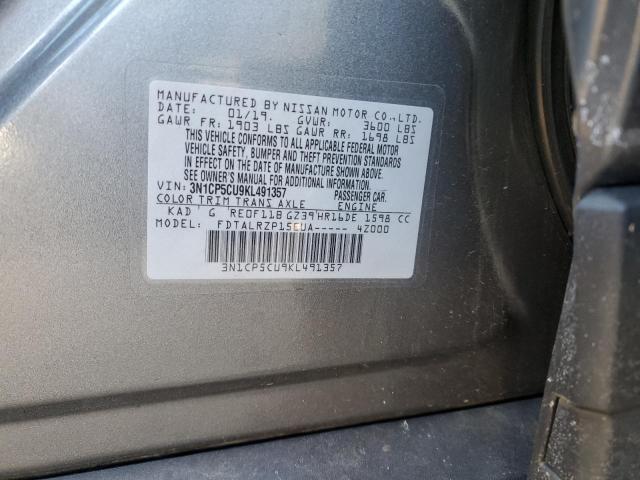 MANUFACTURED BY NISSAN MOTOR CO.,LTD.
DATE: 01/19. GVWR: 3600 LBS
GAWR FR: 1903 LBS GAWR RR: 1698 LBS
THIS VEHICLE CONFORMS TO ALL APPLICABLE FEDERAL MOTOR
VEHICLE SAFETY, BUMPER AND THEFT PREVENTION STANDARDS
IN EFFECT ON THE DATE OF MANUFACTURE SHOWN ABOVE.
SEE OWNER'S MANUAL FOR ADDITIONAL INFORMATION.
VIN: 3N1CP5CU9KL491357 PASSENGER CAR.
COLOR TRIM TRANS AXLE ENGINE
KAD G RE0F11B GZ39 HR16DE 1598 CC
MODEL: FDTALRZP15EUA----- 4Z000
3N1CP5CU9KL491357